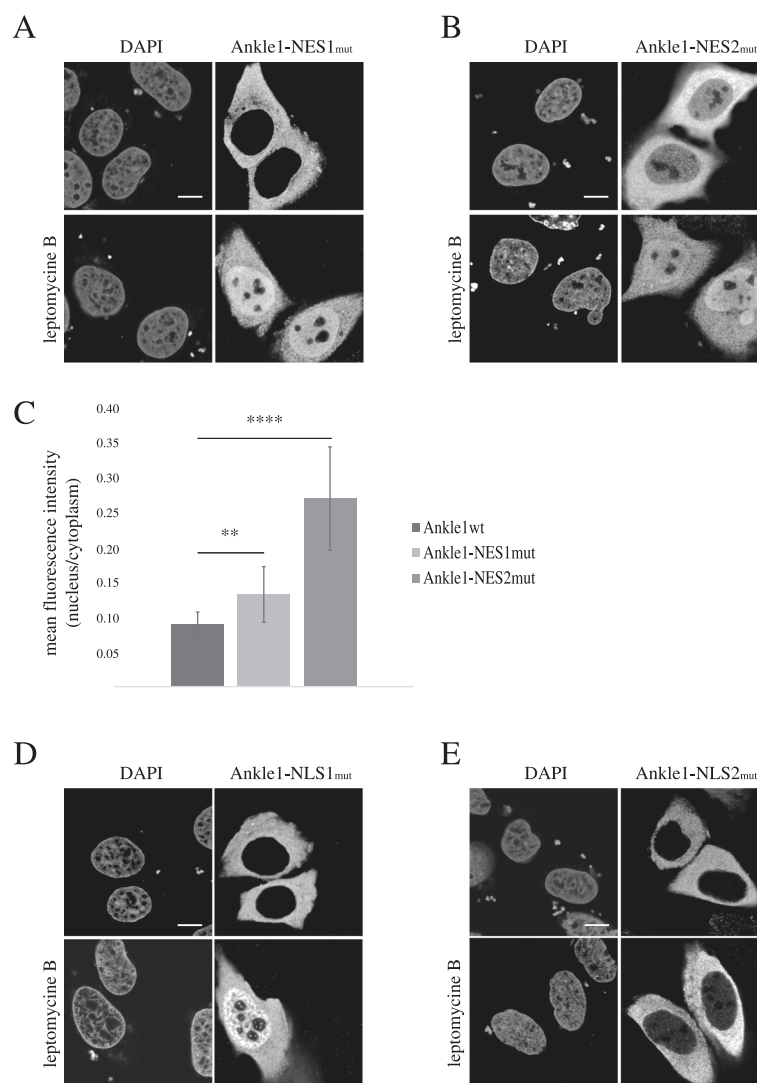 A
B
DAPI
Ankle1-NES1mut
DAPI
Ankle1-NES2mut
leptomycine B
leptomycine B
C
mean fluorescence intensity
(nucleus/cytoplasm)
0.40
0.35
0.30
0.25
0.20
0.15
0.10
0.05
****
**
Ankle1wt
Ankle1-NES1mut
Ankle1-NES2mut
D
E
DAPI
Ankle1-NLS1mut
DAPI
Ankle1-NLS2mut
leptomycine B
leptomycine B